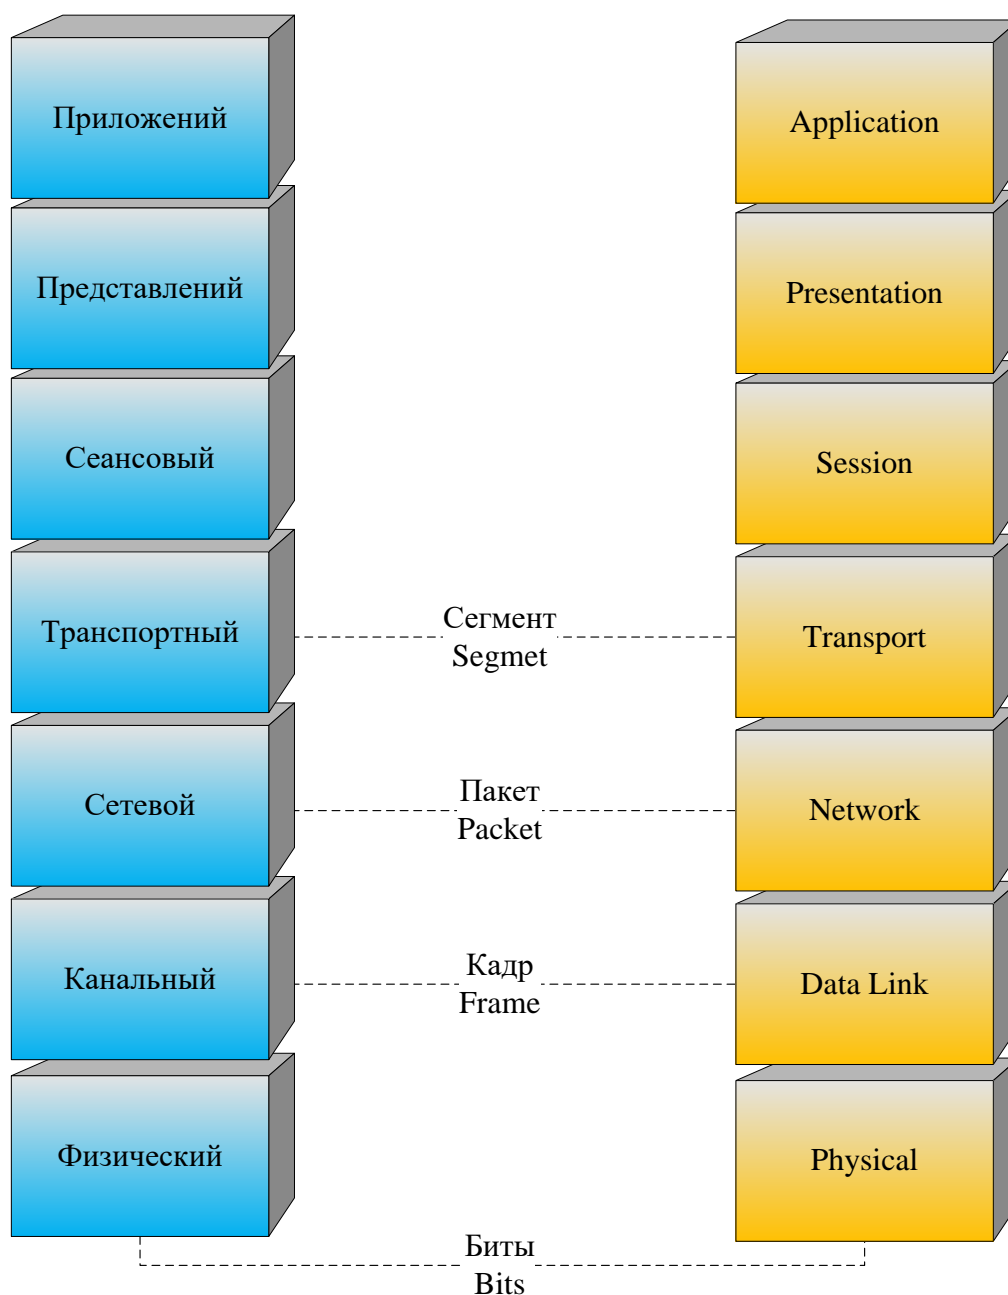 Приложений
Application
Представлений
Presentation
Сеансовый
Session
Транспортный
Сегмент
Segmet
Transport
Сетевой
Пакет
Packet
Network
Канальный
Кадр
Frame
Data Link
Физический
Physical
Биты
Bits